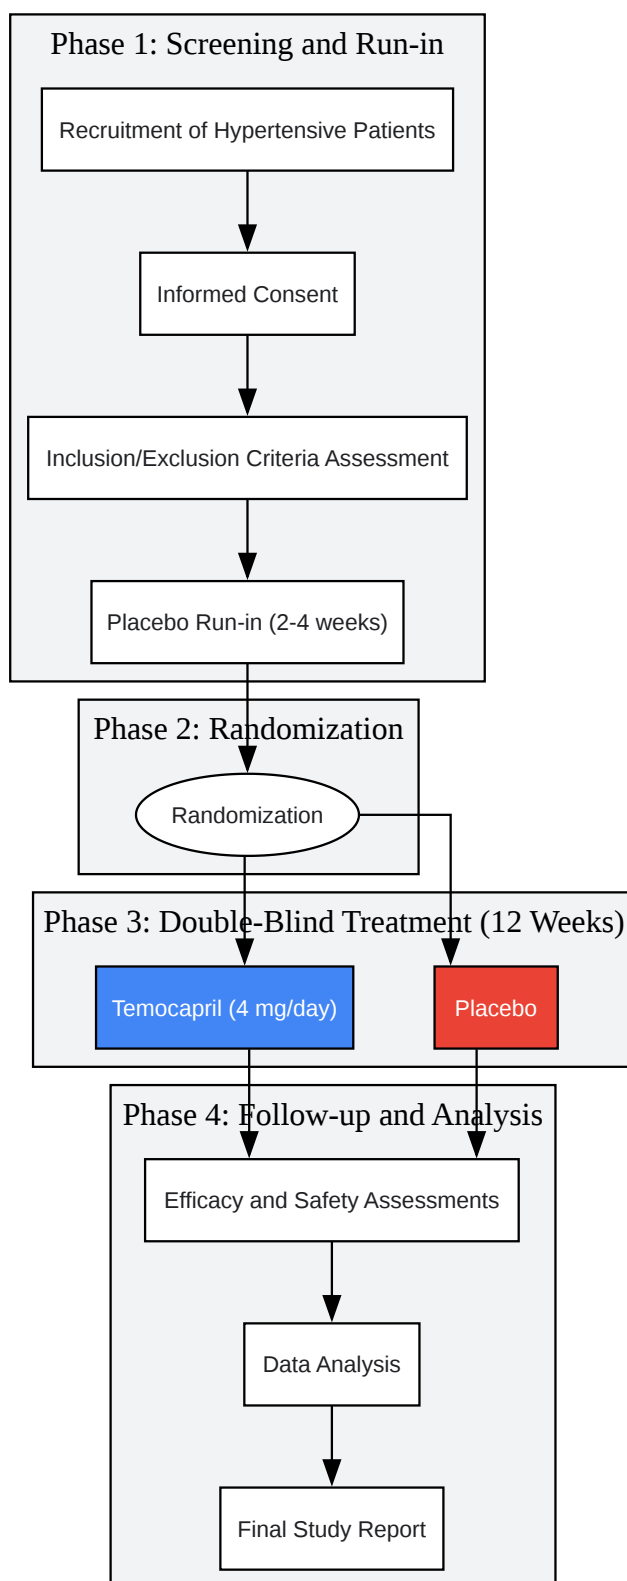 Phase 1: Screening and Run-in
Recruitment of Hypertensive Patients
Informed Consent
Inclusion/Exclusion Criteria Assessment
Placebo Run-in (2-4 weeks)
Phase 2: Randomization
Randomization
Phase 3: Double-Blind Treatment (12 Weeks)
Temocapril (4 mg/day)
Placebo
Phase 4: Follow-up and Analysis
Efficacy and Safety Assessments
Data Analysis
Final Study Report